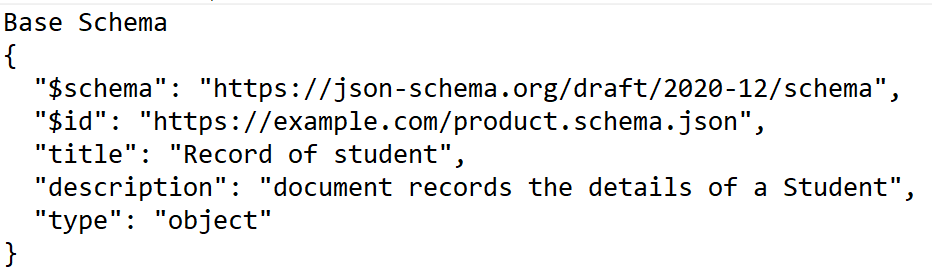 Base Schema
{
"$schema": "https://json-schema.org/draft/2020-12/schema",
"$id": "https://example.com/product.schema.json",
"title": "Record of student",
"description": "document records the details of a Student",
"type": "object"
}